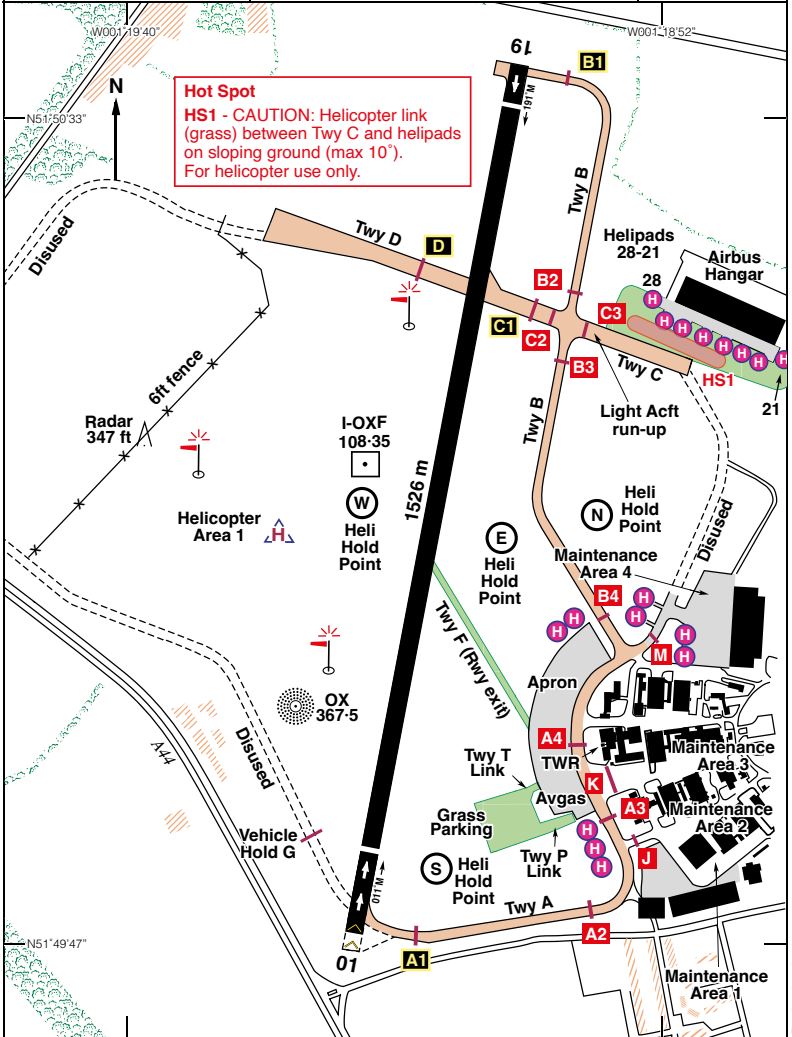 W001°19'40"
W001°18'52"
19
B1
N
Hot Spot
HS1 - CAUTION: Helicopter link
(grass) between Twy C and helipads
on sloping ground (max 10°).
For helicopter use only.
191°M
N51°50'33"
Twy B
Disused
Twy D
D
Helipads
28-21
Airbus
Hangar
B2
28
H
H
H
H
H
H
H
H
C1
C2
C3
B3
Twy C
HS1
21
6ft fence
Light Acft
run-up
Twy B
Radar
347 ft
I-OXF
108·35
1526 m
W
Heli
Hold
Point
Helicopter
Area 1
H
N
Heli
Hold
Point
E
Heli
Hold
Point
Disused
Maintenance
Area 4
B4
H
H
H
H
H
H
M
Twy F (Rwy exit)
Apron
OX
367·5
A4
TWR
Maintenance
Area 3
A44
Disused
Twy T
Link
K
Avgas
A3
Maintenance
Area 2
Grass
Parking
H
H
H
Vehicle
Hold G
Twy P
Link
J
S
Heli
Hold
Point
011°M
Twy A
A2
N51°49'47"
01
A1
Maintenance
Area 1